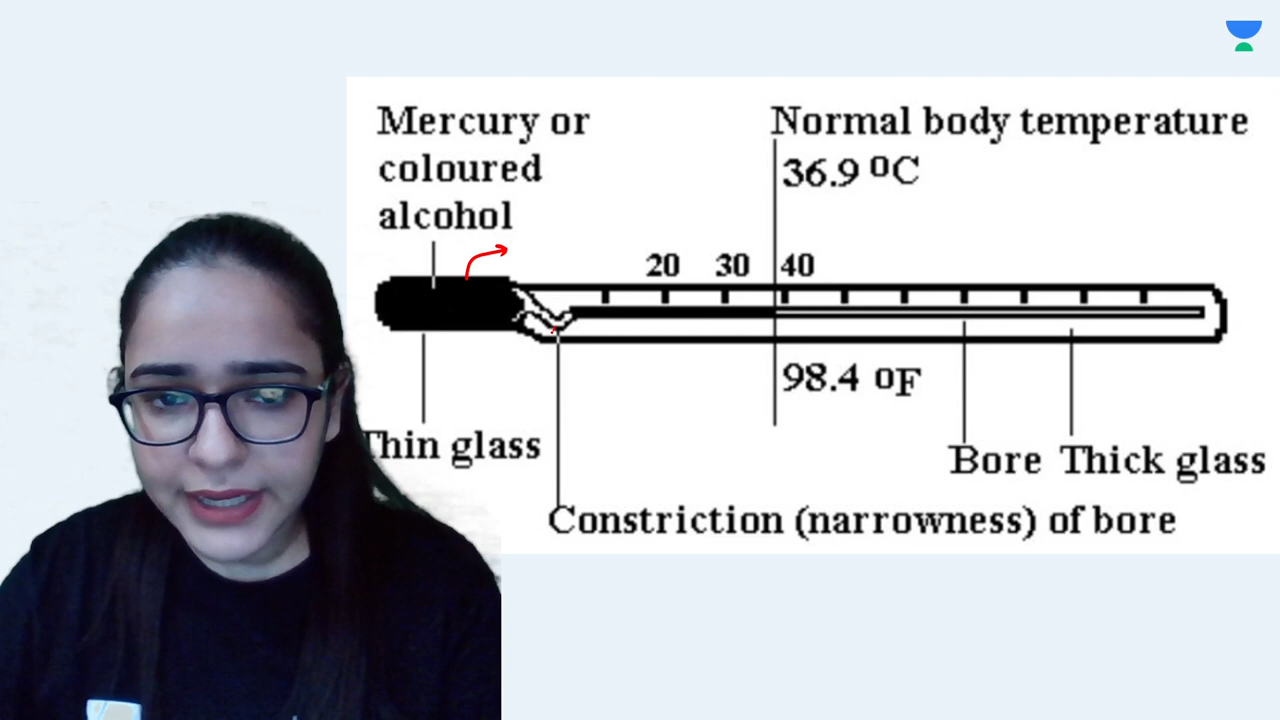 Mercury or
coloured
alcohol
Normal body temperature
36.9 ºC
20 30 40
98.4 ºF
Thin glass
Bore Thick glass
Constriction (narrowness) of bore